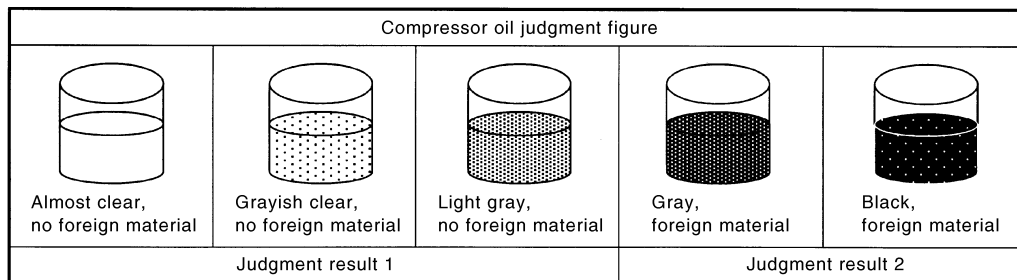 Compressor oil judgment figure
Almost clear,
no foreign material
Grayish clear,
no foreign material
Light gray,
no foreign material
Gray,
foreign material
Black,
foreign material
Judgment result 1
Judgment result 2